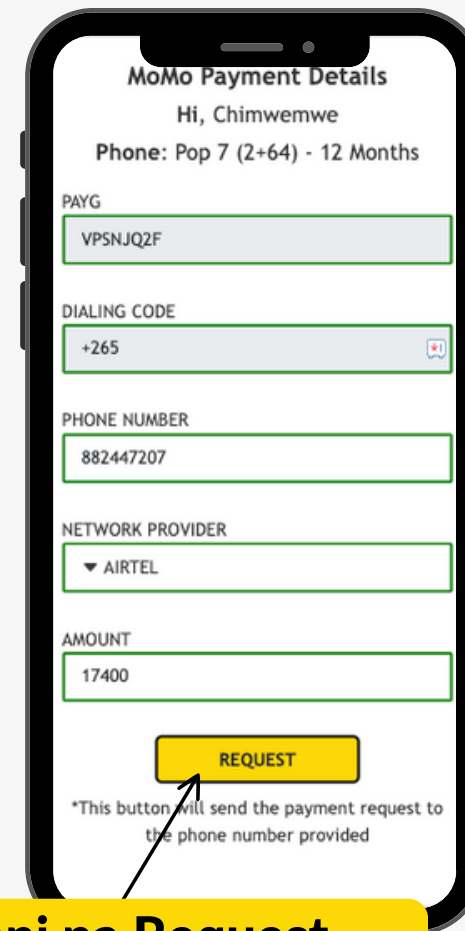 MoMo Payment Details
Hi, Chimwemwe
Phone: Pop 7 (2+64) - 12 Months
PAYG
VPSNJQ2F
DIALING CODE
+265
PHONE NUMBER
882447207
NETWORK PROVIDER
AIRTEL
AMOUNT
17400
REQUEST
*This button will send the payment request to
the phone number provided
pa Request